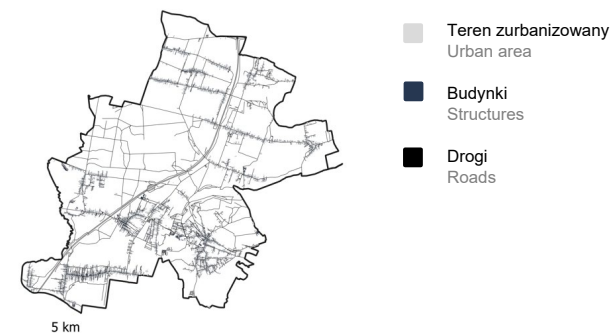 Teren zurbanizowany
Urban area
Budynki
Structures
Drogi
Roads
5 km